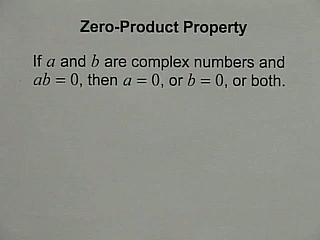 Zero-Product Property
If a and b are complex numbers and
ab = 0, then a = 0, or b = 0, or both.